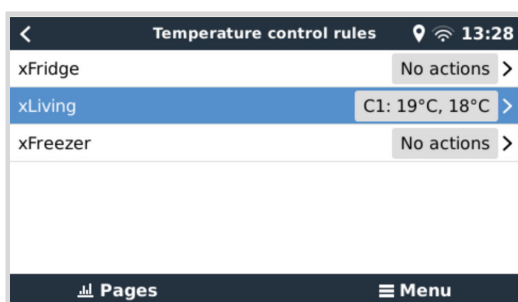 Temperature control rules 13:28
xFridge No actions
xLiving C1: 19°C, 18°C
xFreezer No actions
Pages Menu